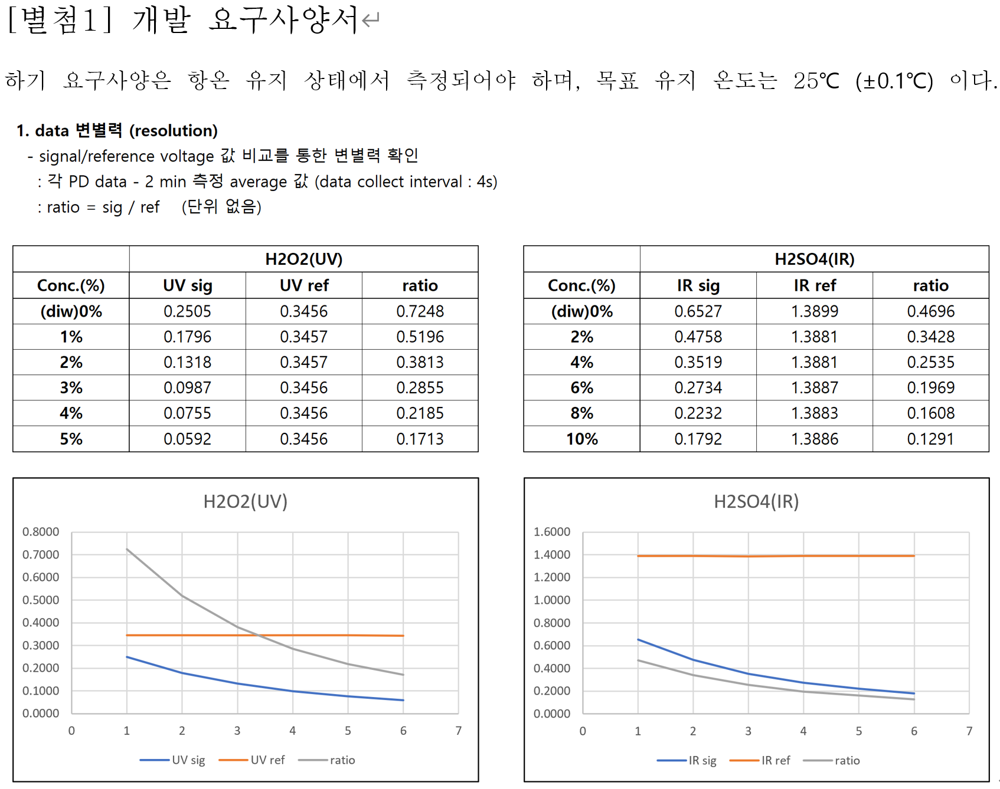 [별첨1] 개발 요구사양서↵
하기 요구사양은 항온 유지 상태에서 측정되어야 하며, 목표 유지 온도는 25℃ (±0.1℃) 이다.
1. data 변별력 (resolution)
- signal/reference voltage 값 비교를 통한 변별력 확인
: 각 PD data - 2 min 측정 average 값 (data collect interval : 4s)
: ratio = sig / ref (단위 없음)
H2O2(UV)
Conc.(%) UV sig UV ref ratio
(diw)0% 0.2505 0.3456 0.7248
1% 0.1796 0.3457 0.5196
2% 0.1318 0.3457 0.3813
3% 0.0987 0.3456 0.2855
4% 0.0755 0.3456 0.2185
5% 0.0592 0.3456 0.1713
H2SO4(IR)
Conc.(%) IR sig IR ref ratio
(diw)0% 0.6527 1.3899 0.4696
2% 0.4758 1.3881 0.3428
4% 0.3519 1.3881 0.2535
6% 0.2734 1.3887 0.1969
8% 0.2232 1.3883 0.1608
10% 0.1792 1.3886 0.1291
H2O2(UV)
0.8000
0.7000
0.6000
0.5000
0.4000
0.3000
0.2000
0.1000
0.0000
0 1 2 3 4 5 6 7
UV sig UV ref ratio
H2SO4(IR)
1.6000
1.4000
1.2000
1.0000
0.8000
0.6000
0.4000
0.2000
0.0000
0 1 2 3 4 5 6 7
IR sig IR ref ratio